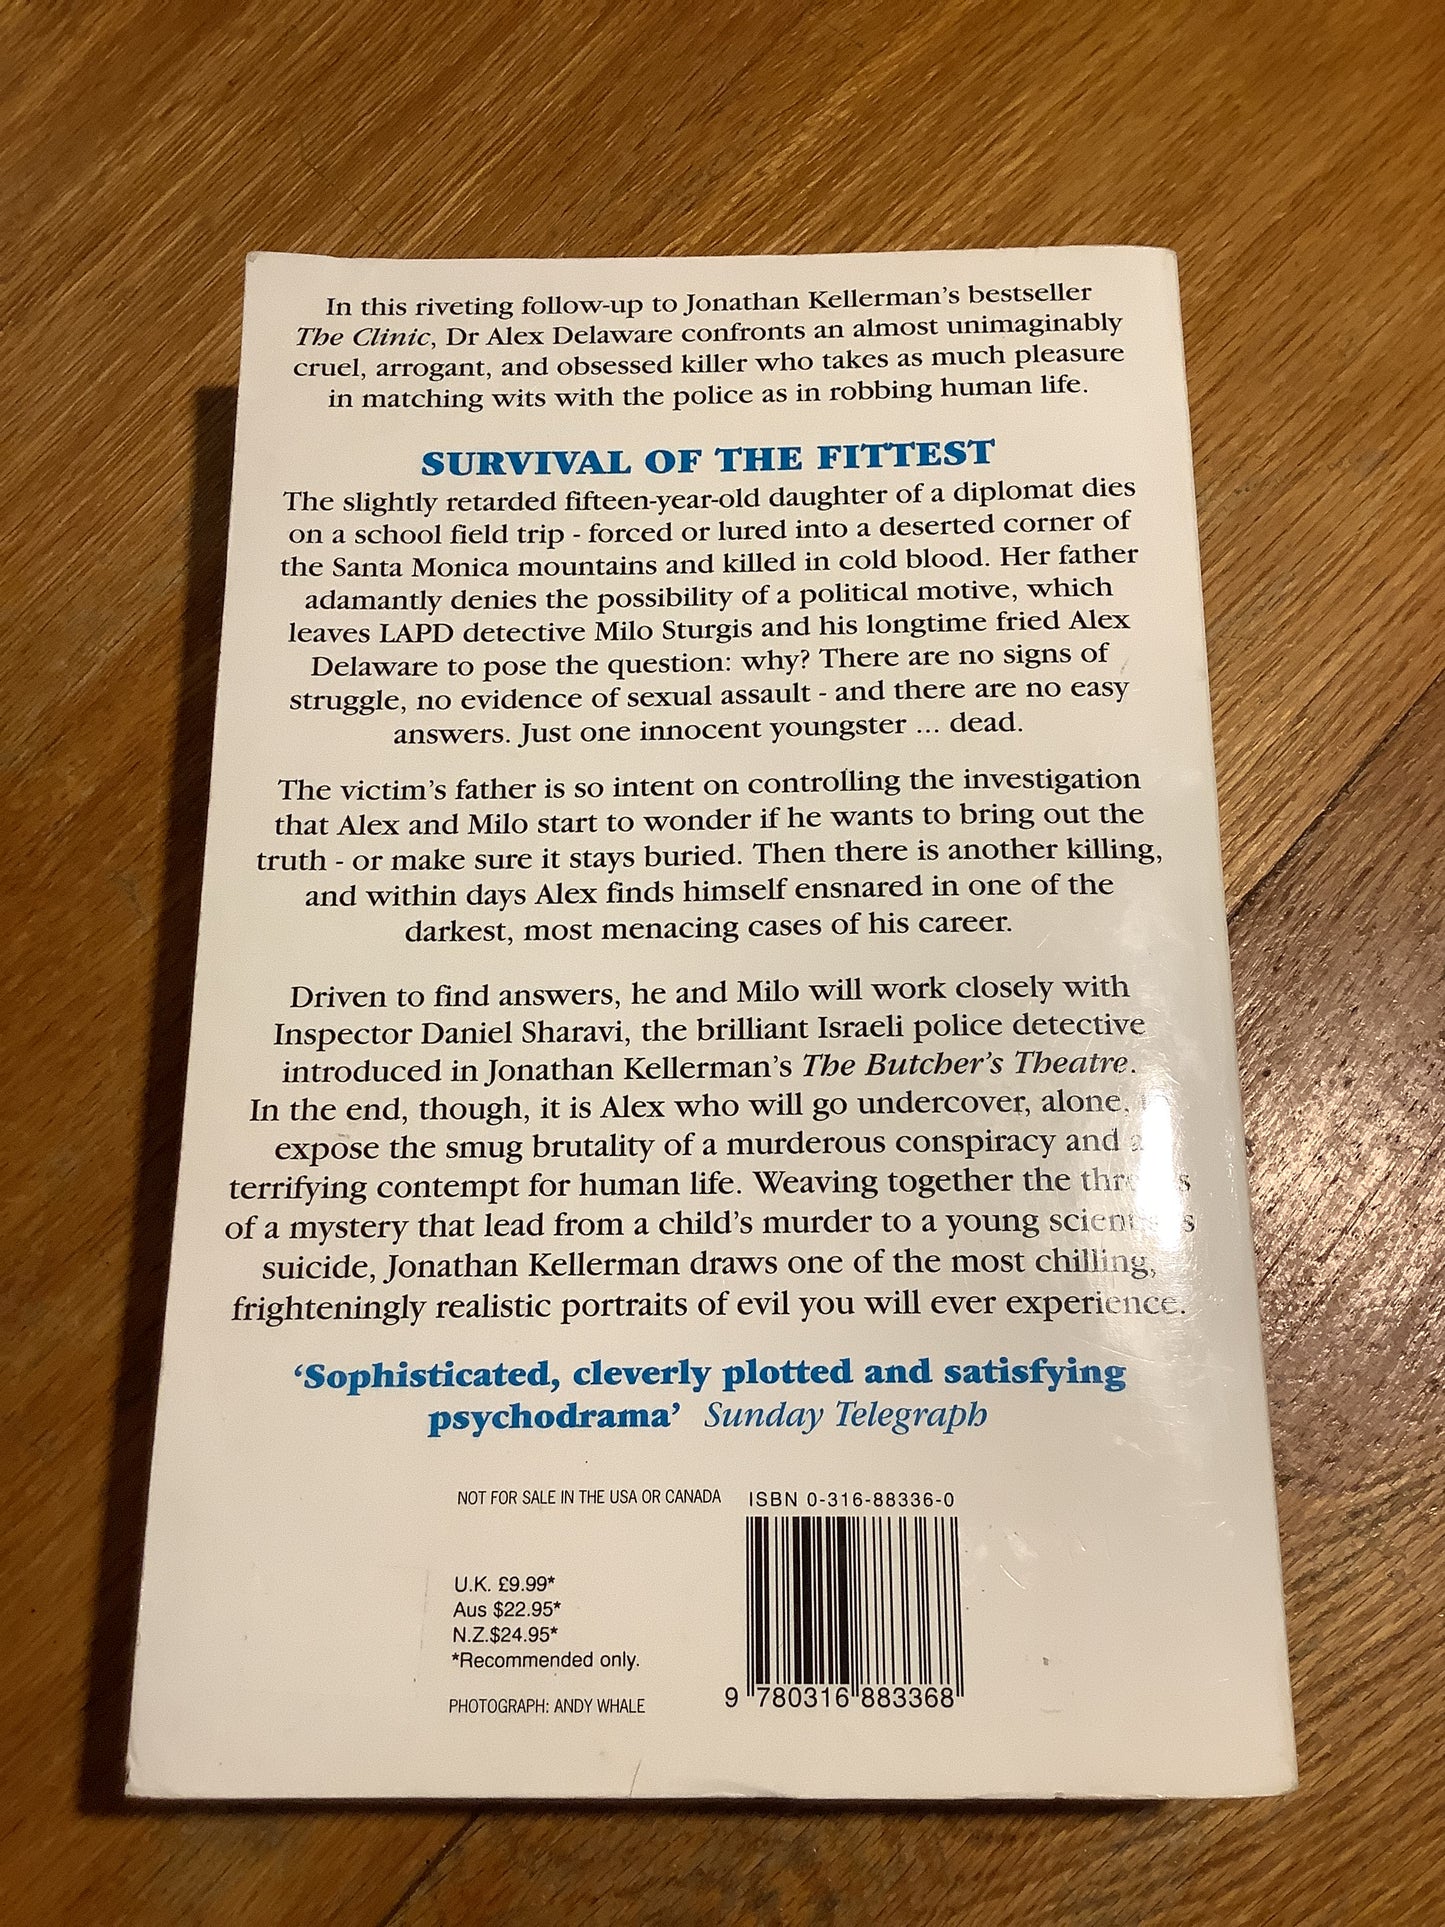 In this riveting follow-up to Jonathan Kellerman's bestseller
The Clinic, Dr Alex Delaware confronts an almost unimaginably
cruel, arrogant, and obsessed killer who takes as much pleasure
in matching wits with the police as in robbing human life.
SURVIVAL OF THE FITTEST
The slightly retarded fifteen-year-old daughter of a diplomat dies
on a school field trip - forced or lured into a deserted corner of
the Santa Monica mountains and killed in cold blood. Her father
adamantly denies the possibility of a political motive, which
leaves LAPD detective Milo Sturgis and his longtime fried Alex
Delaware to pose the question: why? There are no signs of
struggle, no evidence of sexual assault - and there are no easy
answers. Just one innocent youngster ... dead.
The victim's father is so intent on controlling the investigation
that Alex and Milo start to wonder if he wants to bring out the
truth - or make sure it stays buried. Then there is another killing,
and within days Alex finds himself ensnared in one of the
darkest, most menacing cases of his career.
Driven to find answers, he and Milo will work closely with
Inspector Daniel Sharavi, the brilliant Israeli police detective
introduced in Jonathan Kellerman's The Butcher's Theatre.
In the end, though, it is Alex who will go undercover, alone,
expose the smug brutality of a murderous conspiracy and a
terrifying contempt for human life. Weaving together the
of a mystery that lead from a child's murder to a young
suicide, Jonathan Kellerman draws one of the most chilling,
frighteningly realistic portraits of evil you will ever experience.
'Sophisticated, cleverly plotted and satisfying
psychodrama' Sunday Telegraph
NOT FOR SALE IN THE USA OR CANADA
ISBN 0-316-88336-0
U.K. £9.99*
Aus $22.95*
N.Z.$24.95*
*Recommended only.
PHOTOGRAPH: ANDY WHALE
9 780316 883368